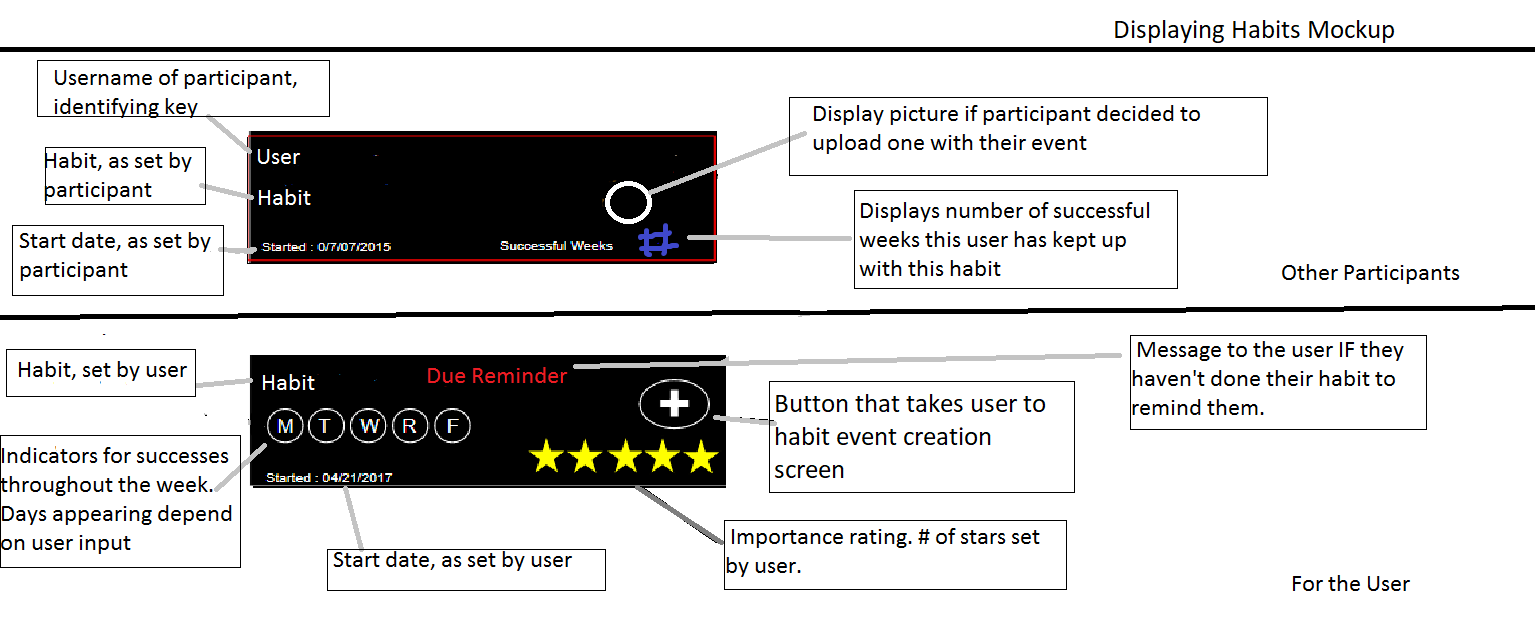 Displaying Habits Mockup
Username of participant,
identifying key
Habit, as set by
participant
Start date, as set by
participant
User
Habit
Started : 0/7/07/2015
Successful Weeks
#
Display picture if participant decided to
upload one with their event
Displays number of successful
weeks this user has kept up
with this habit
Other Participants
Habit, set by user
Indicators for successes
throughout the week.
Days appearing depend
on user input
Habit
Due Reminder
M T W R F
Started : 04/21/2017
Start date, as set by user
Button that takes user to
habit event creation
screen
Importance rating. # of stars set
by user.
Message to the user IF they
haven't done their habit to
remind them.
For the User